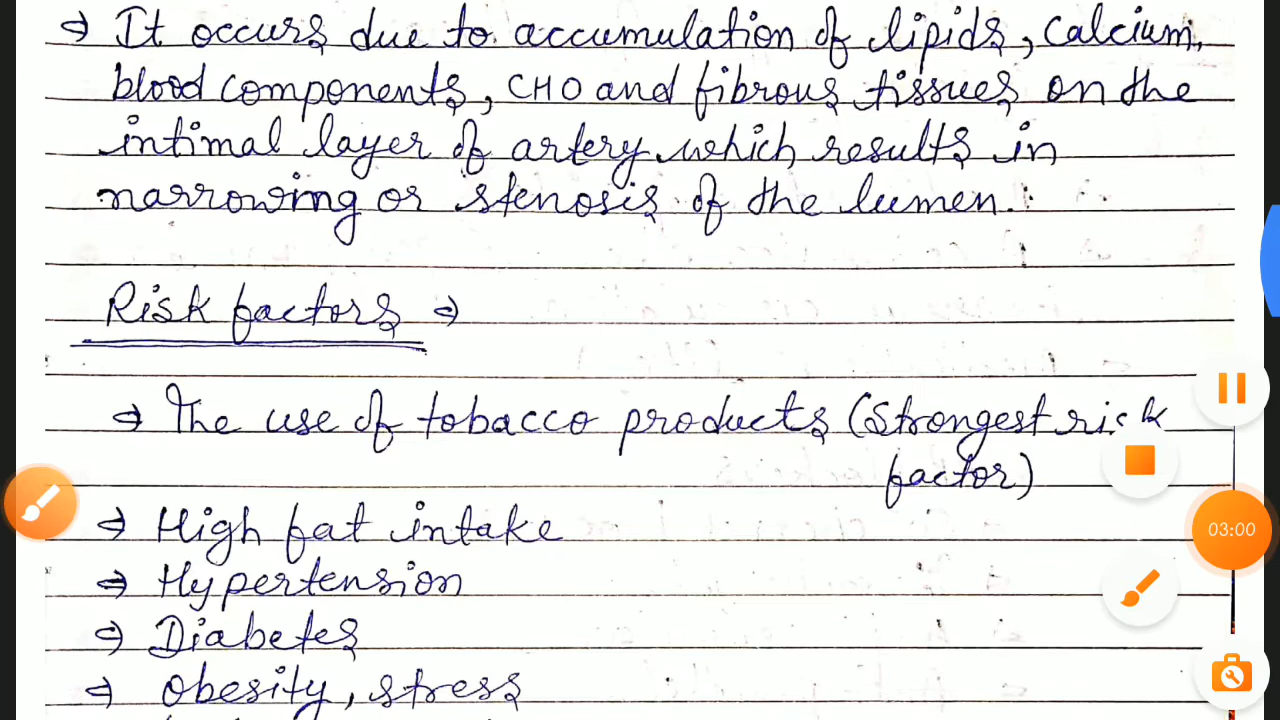 ⇒ It occurs due to accumulation of lipids, calcium,
blood components, CHO and fibrous tissues on the
intimal layer of artery which results in
narrowing or stenosis of the lumen.
Risk factors ⇒
⇒ The use of tobacco products (Strongest risk
factor)
⇒ High fat intake
⇒ Hypertension
03:00
⇒ Diabetes
⇒ Obesity, stress